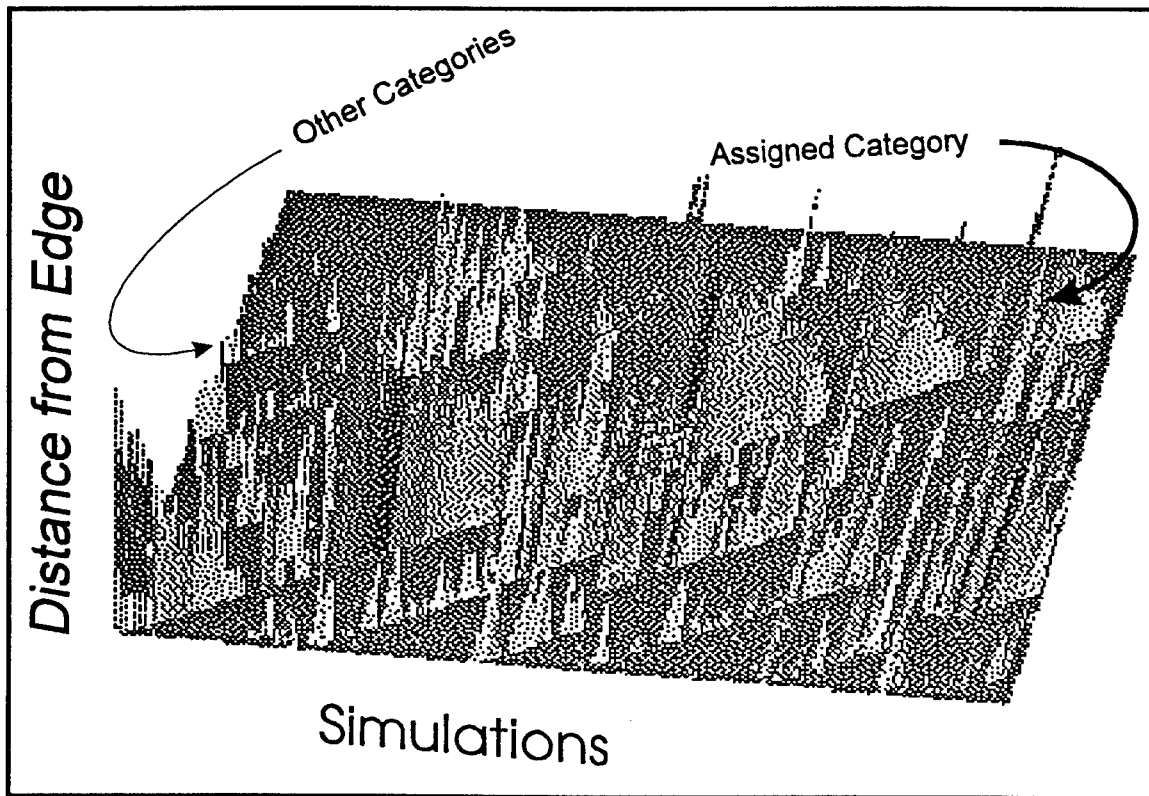 Other Categories
Assigned Category
Distance from Edge
Simulations